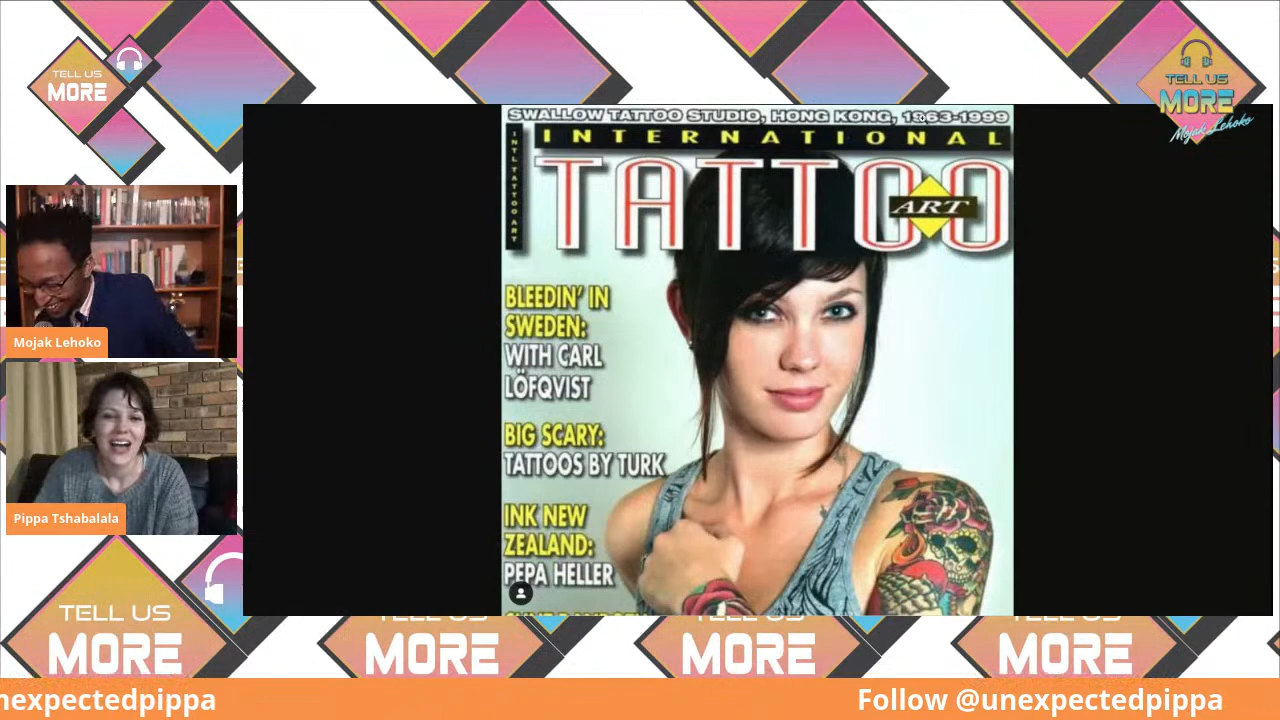 TELL US
MORE
TELL US
MORE
Mojak Lehoko
SWALLOW TATTOO STUDIO, HONG KONG, 1963-1999
INTERNATIONAL
TATTOO
ART
INTL TATTOO ART
BLEEDIN' IN
SWEDEN:
WITH CARL
LÖFQVIST
BIG SCARY:
TATTOOS BY TURK
INK NEW
ZEALAND:
PEPA HELLER
Mojak Lehoko
Pippa Tshabalala
TELL US
MORE
TELL US
MORE
TELL US
MORE
TELL US
MORE
nexpectedpippa
Follow @unexpectedpippa